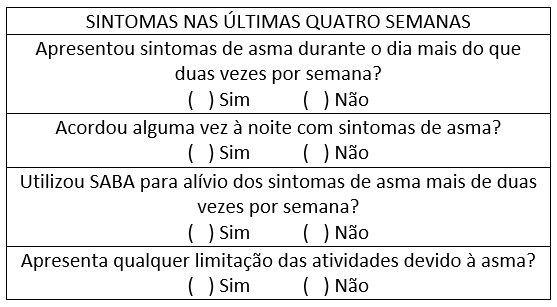 SINTOMAS NAS ÚLTIMAS QUATRO SEMANAS
Apresentou sintomas de asma durante o dia mais do que
duas vezes por semana?
( ) Sim ( ) Não
Acordou alguma vez à noite com sintomas de asma?
( ) Sim ( ) Não
Utilizou SABA para alívio dos sintomas de asma mais de duas
vezes por semana?
( ) Sim ( ) Não
Apresenta qualquer limitação das atividades devido à asma?
( ) Sim ( ) Não